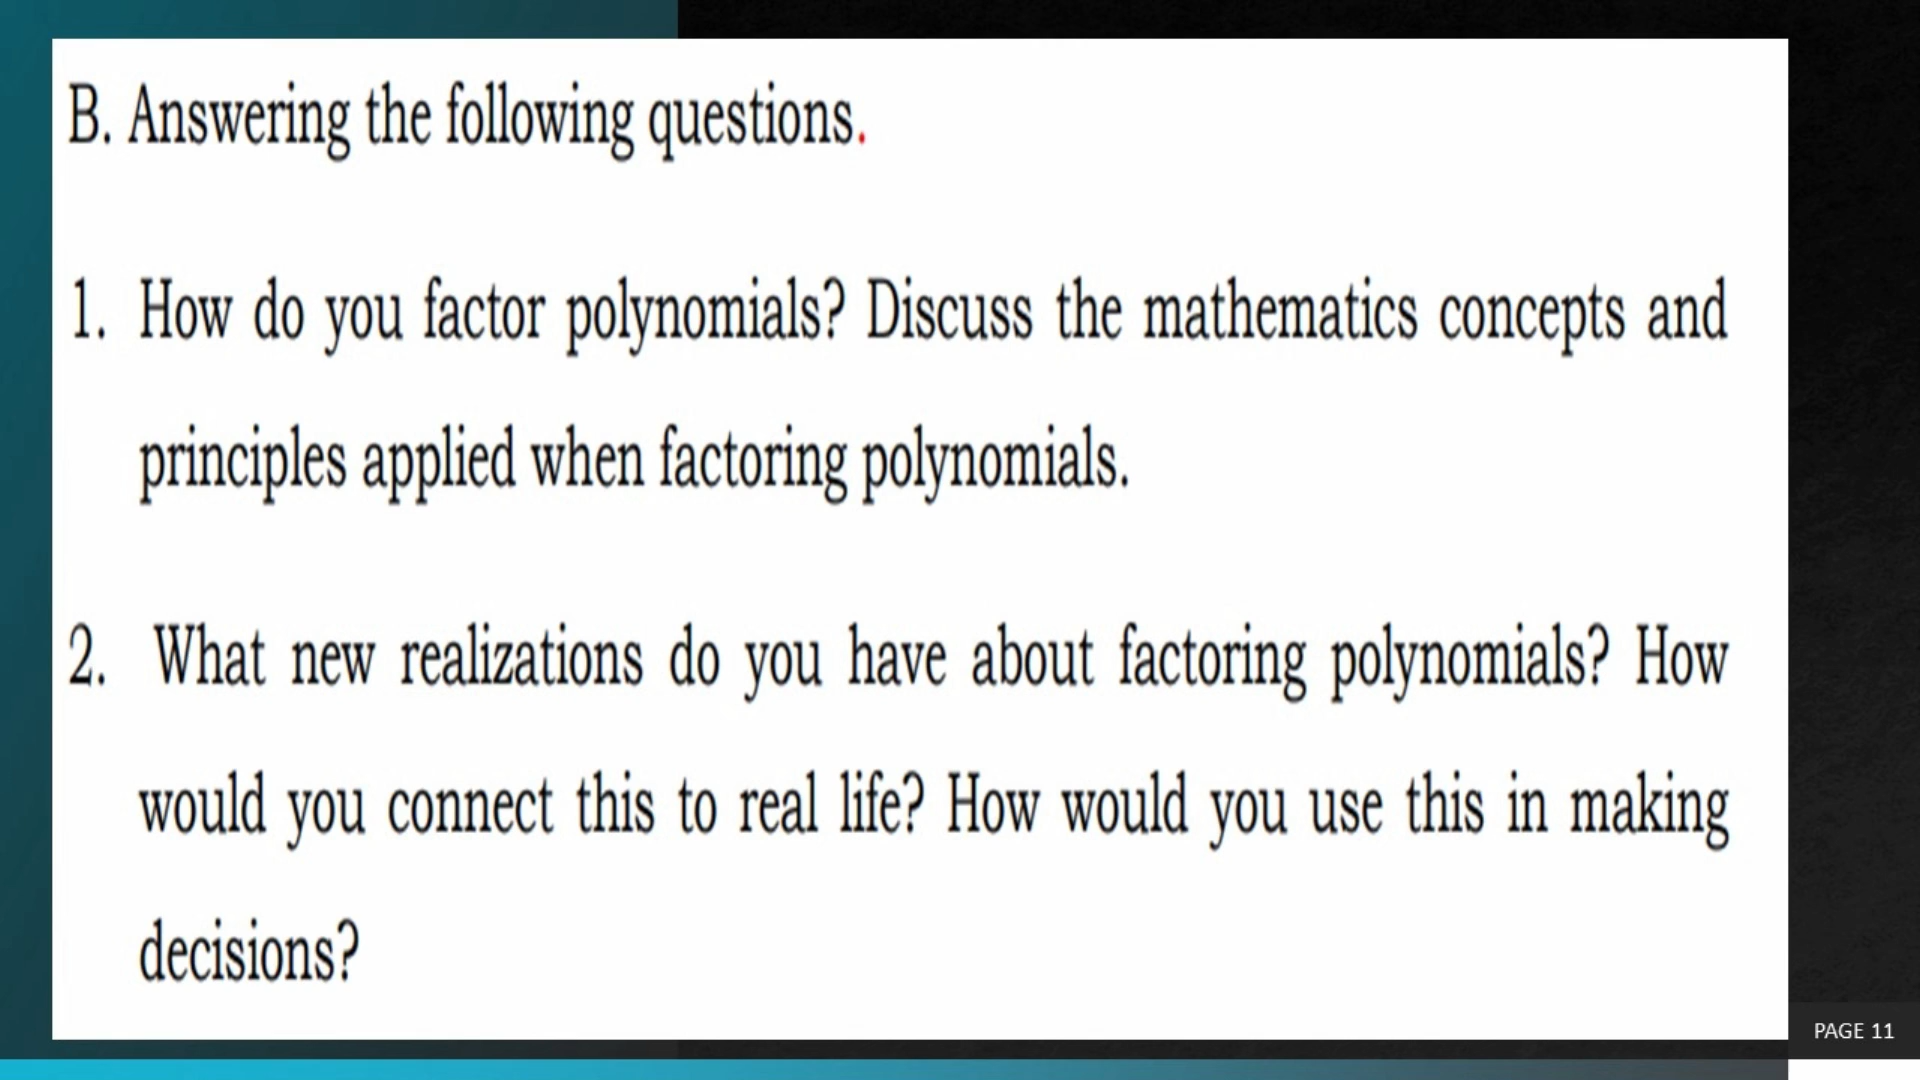 B. Answering the following questions.
1. How do you factor polynomials? Discuss the mathematics concepts and
principles applied when factoring polynomials.
2. What new realizations do you have about factoring polynomials? How
would you connect this to real life? How would you use this in making
decisions?
PAGE 11